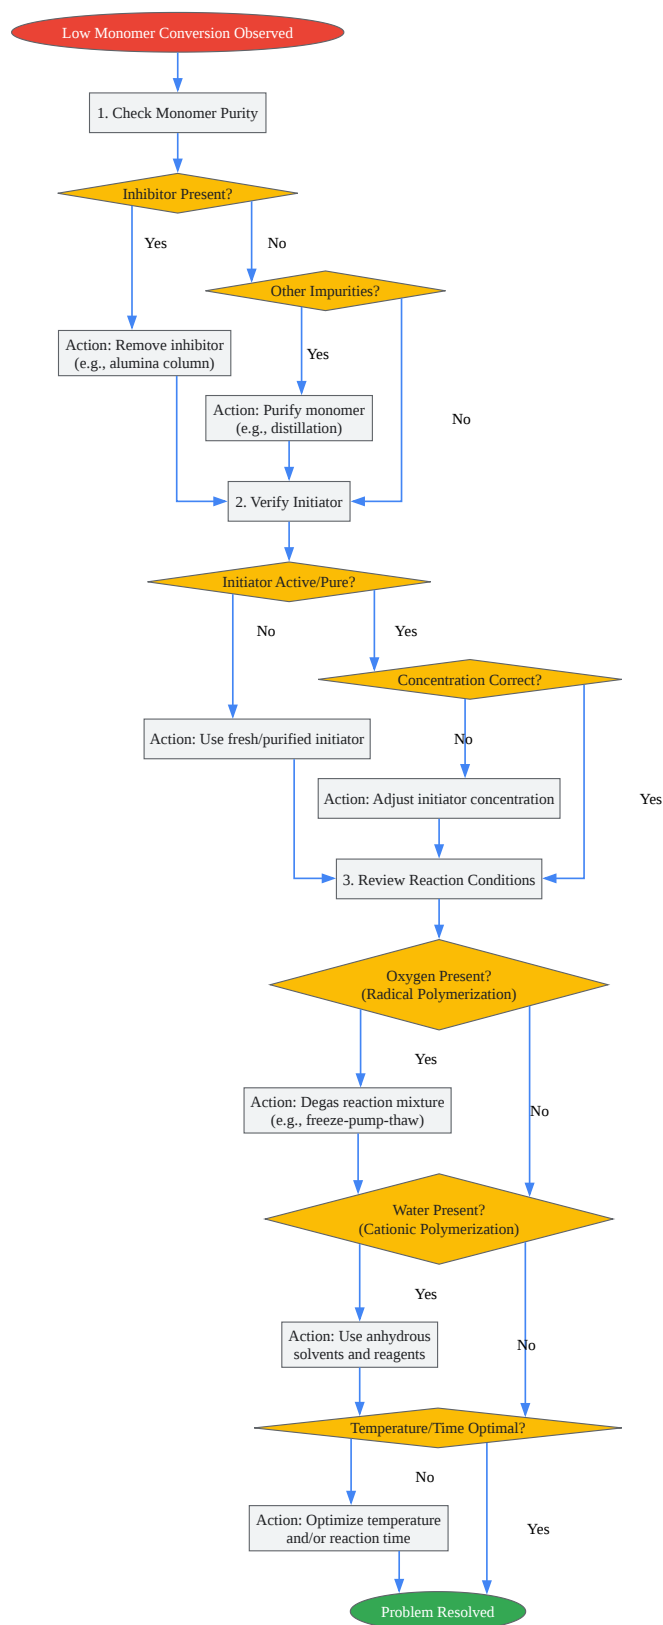 Low Monomer Conversion Observed
1. Check Monomer Purity
Inhibitor Present?
Yes
No
Other Impurities?
Action: Remove inhibitor
(e.g., alumina column)
Yes
Action: Purify monomer
(e.g., distillation)
No
2. Verify Initiator
Initiator Active/Pure?
No
Yes
Concentration Correct?
Action: Use fresh/purified initiator
No
Action: Adjust initiator concentration
Yes
3. Review Reaction Conditions
Oxygen Present?
(Radical Polymerization)
Yes
Action: Degas reaction mixture
(e.g., freeze-pump-thaw)
No
Water Present?
(Cationic Polymerization)
Yes
Action: Use anhydrous
solvents and reagents
No
Temperature/Time Optimal?
No
Action: Optimize temperature
and/or reaction time
Yes
Problem Resolved